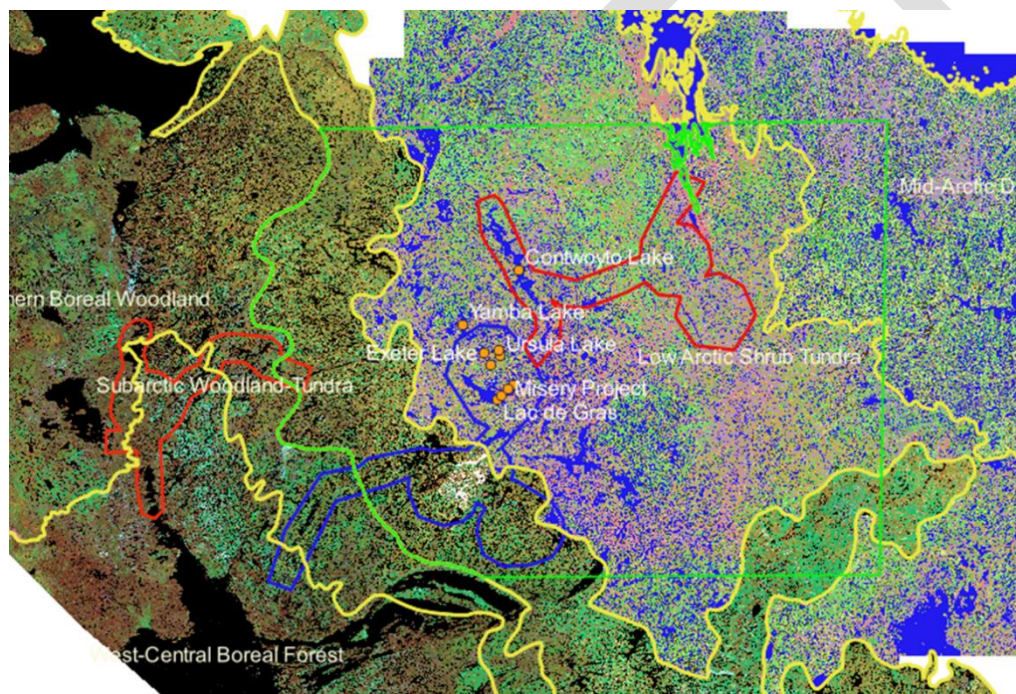 Mid-Arctic D
Contwoyto Lake
hern Boreal Woodland
Yamba Lake
Exeter Lake
Ursula Lake
Low Arctic Shrub Tundra
Subarctic Woodland-Tundra
Misery Project
Lac de Gras
West-Central Boreal Forest